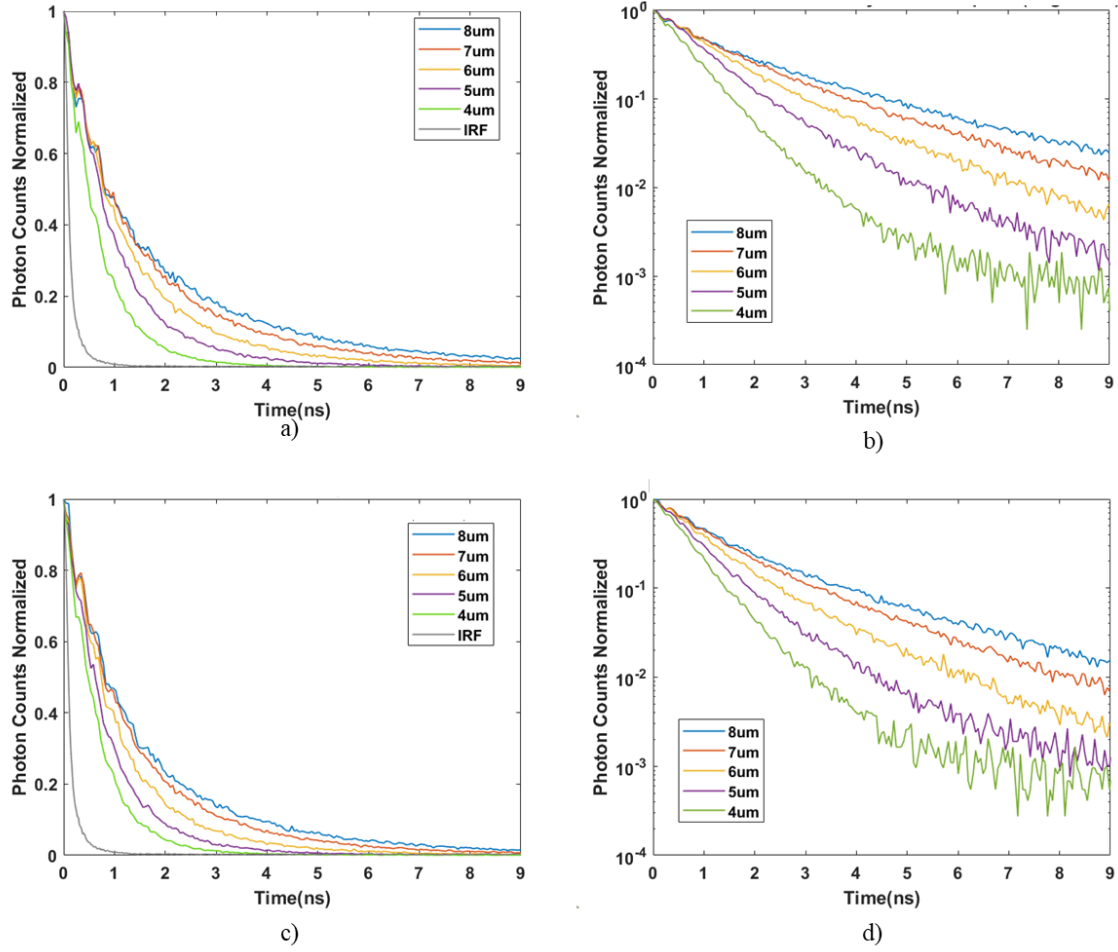 1
0.8
0.6
0.4
0.2
0
Photon Counts Normalized
8um
7um
6um
5um
4um
IRF
0 1 2 3 4 5 6 7 8 9
Time(ns)
a)
10^0
10^-1
10^-2
10^-3
10^-4
Photon Counts Normalized
8um
7um
6um
5um
4um
0 1 2 3 4 5 6 7 8 9
Time(ns)
b)
1
0.8
0.6
0.4
0.2
0
Photon Counts Normalized
8um
7um
6um
5um
4um
IRF
0 1 2 3 4 5 6 7 8 9
Time(ns)
c)
10^0
10^-1
10^-2
10^-3
10^-4
Photon Counts Normalized
8um
7um
6um
5um
4um
0 1 2 3 4 5 6 7 8 9
Time(ns)
d)